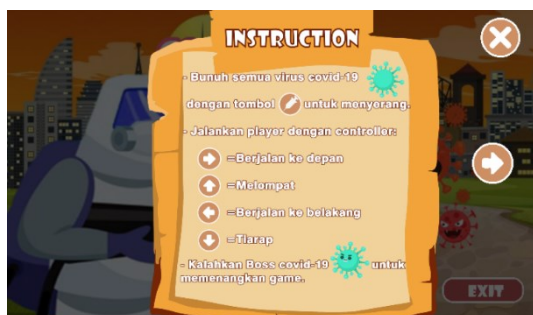 INSTRUCTION
- Bunuh semua virus covid-19
dengan tombol untuk menyerang.
- Jalankan player dengan controller:
=Berjalan ke depan
=Melompat
=Berjalan ke belakang
=Tiarap
- Kalahkan Boss covid-19 untuk
memenangkan game.
EXIT